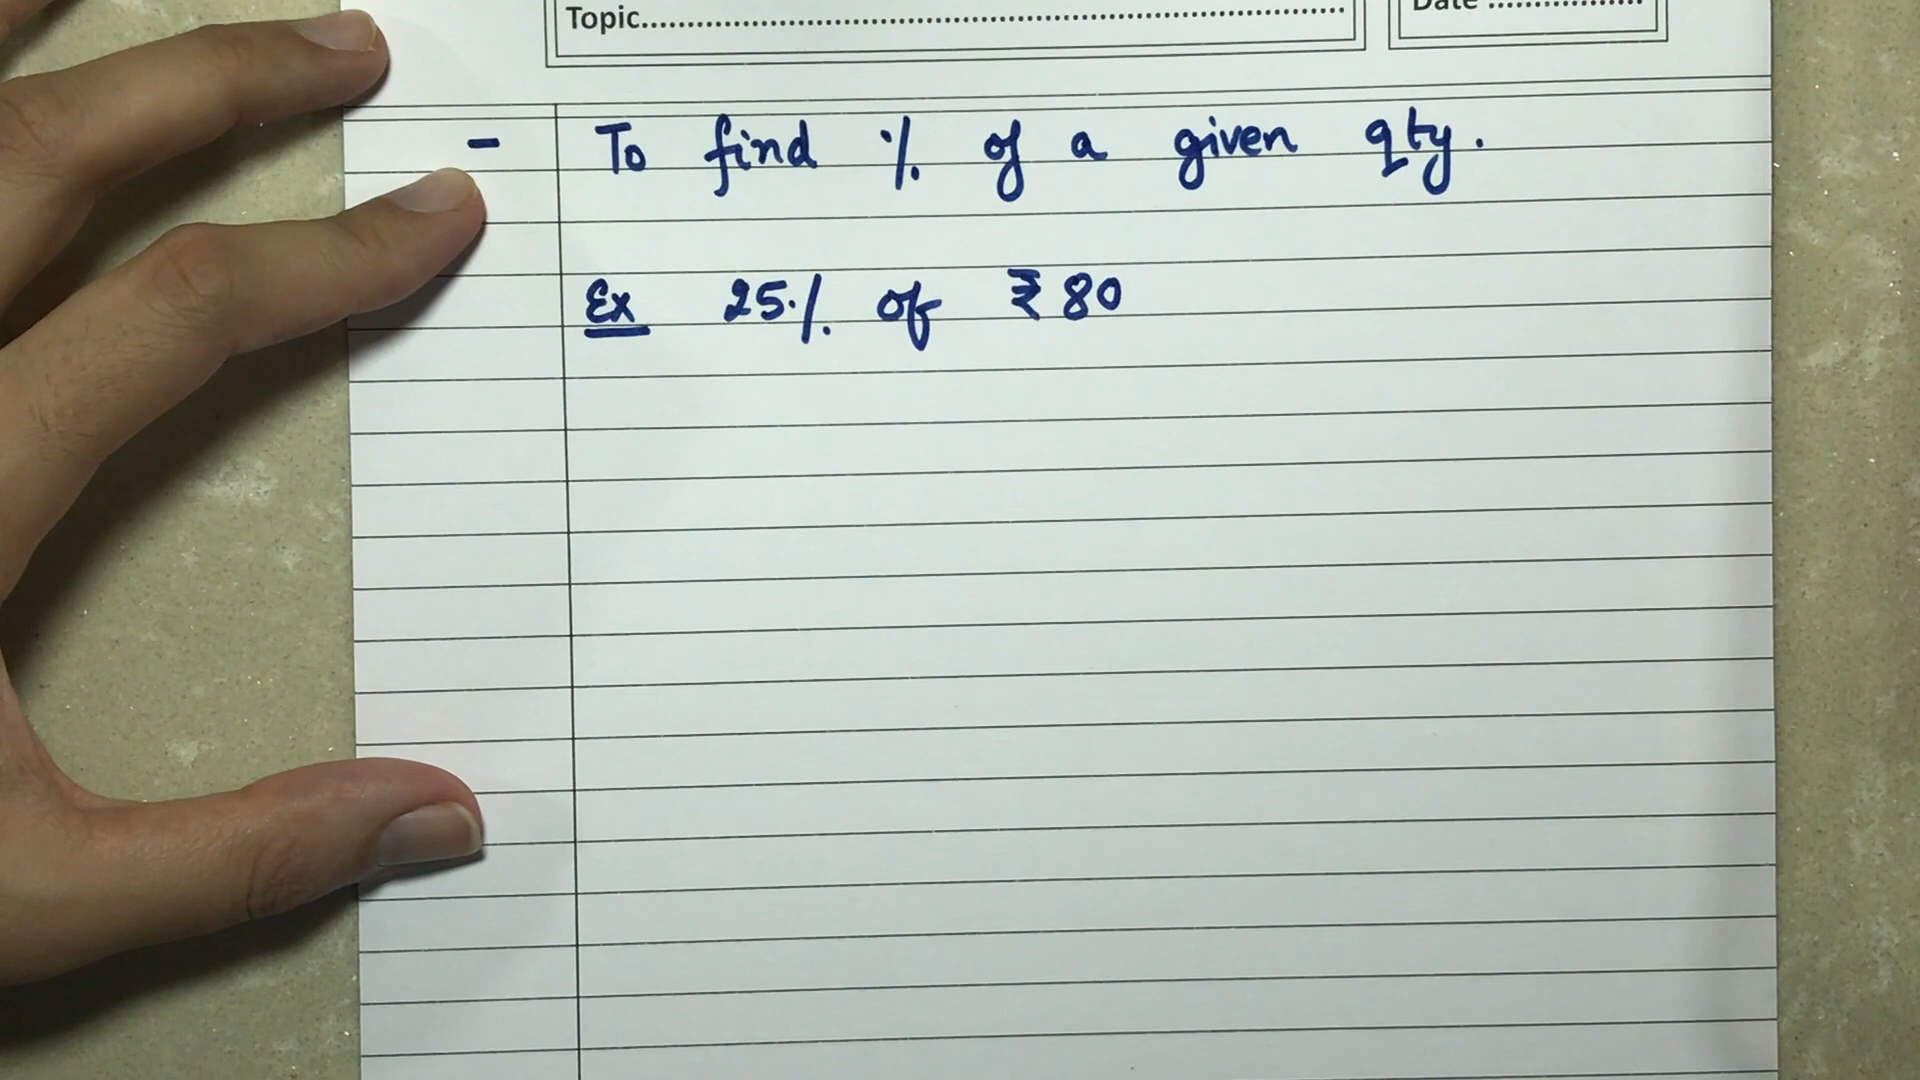 Topic................................................ Date ................
- To find % of a given qty.
Ex 25% of ₹ 80